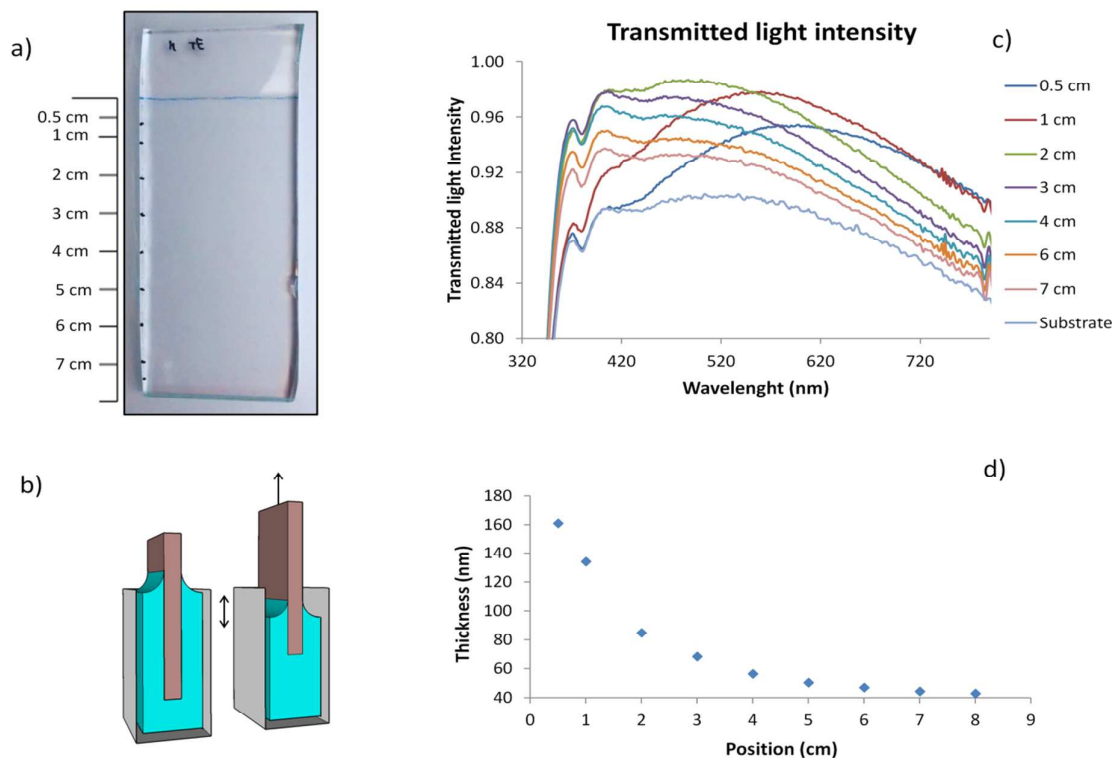 a)
0.5 cm
1 cm
2 cm
3 cm
4 cm
5 cm
6 cm
7 cm
b)
Transmitted light intensity
c)
Transmitted light Intensity
1.00
0.96
0.92
0.88
0.84
0.80
320 420 520 620 720
Wavelenght (nm)
0.5 cm
1 cm
2 cm
3 cm
4 cm
6 cm
7 cm
Substrate
d)
Thickness (nm)
180
160
140
120
100
80
60
40
0 1 2 3 4 5 6 7 8 9
Position (cm)